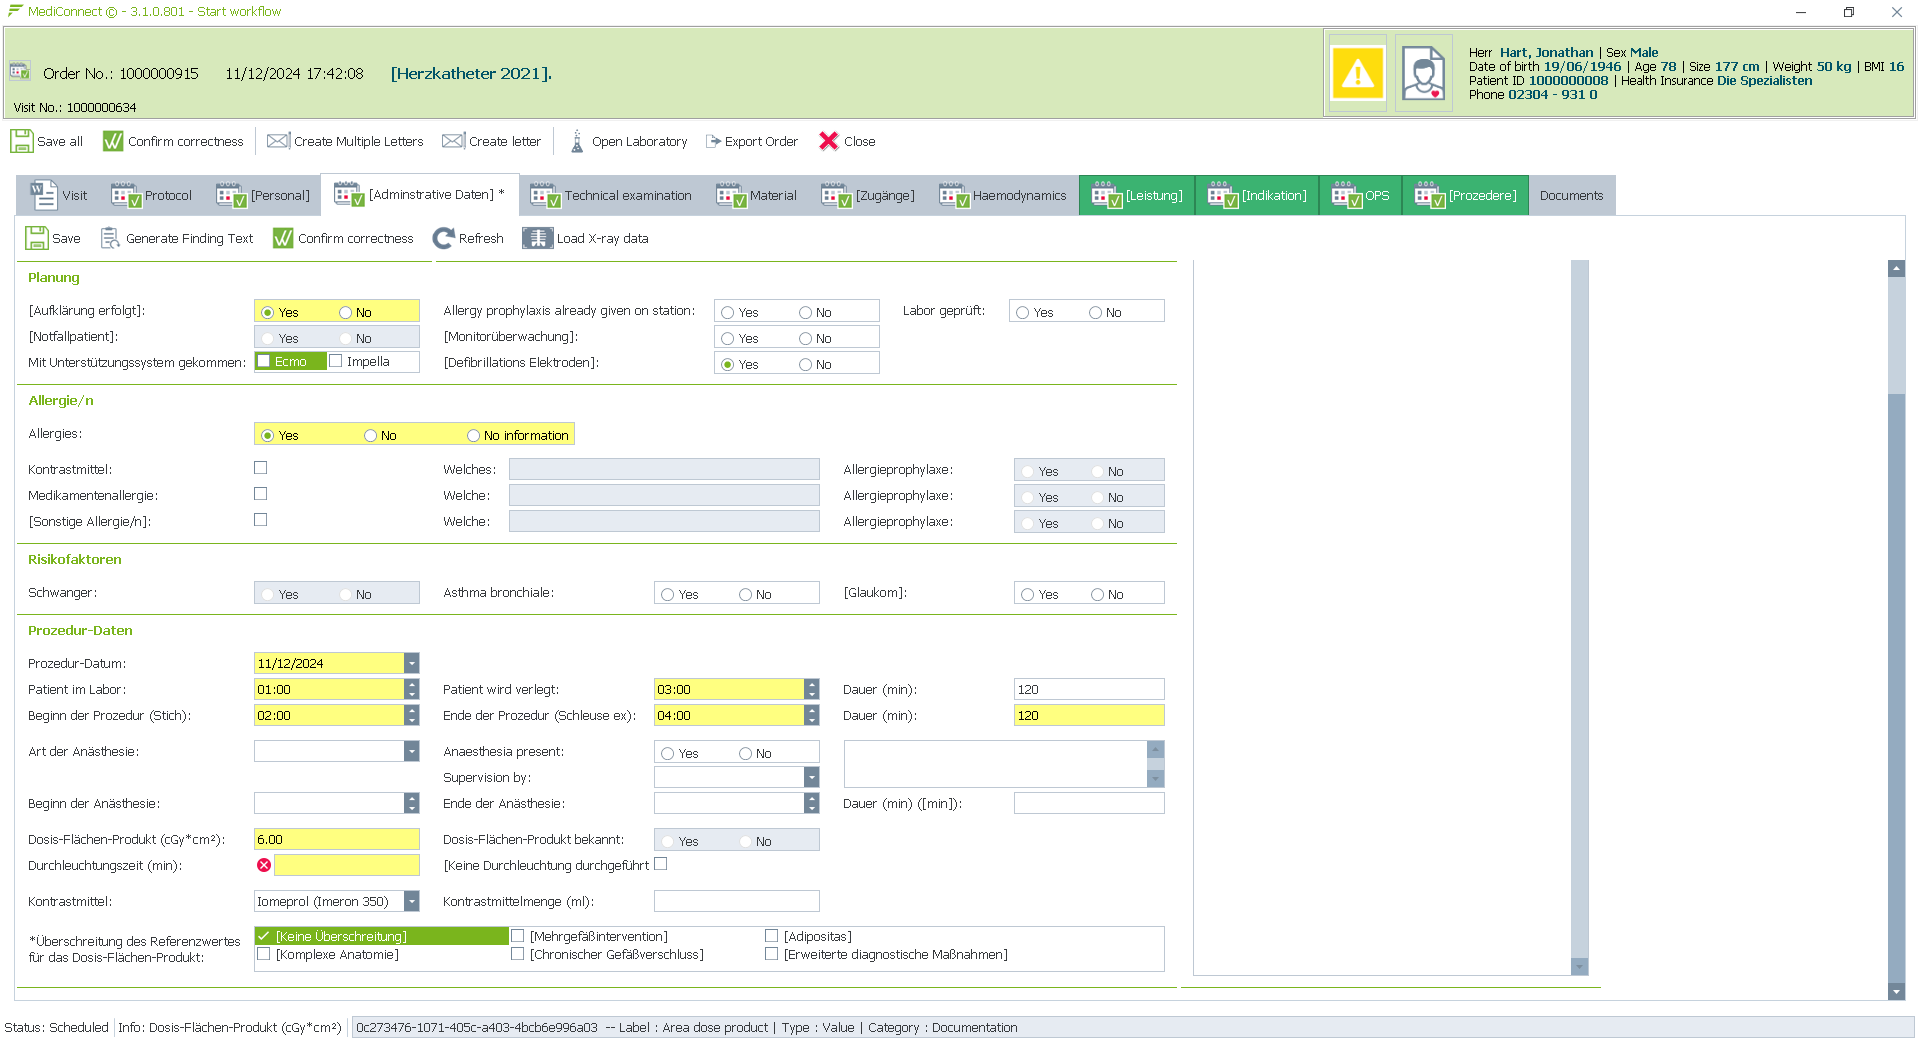 MediConnect © - 3.1.0.801 - Start workflow
Order No.: 1000000915 11/12/2024 17:42:08 [Herzkatheter 2021].
Visit No.: 1000000634
Herr Hart, Jonathan | Sex Male
Date of birth 19/06/1946 | Age 78 | Size 177 cm | Weight 50 kg | BMI 16
Patient ID 1000000008 | Health Insurance Die Spezialisten
Phone 02304 - 931 0
Save all Confirm correctness Create Multiple Letters Create letter Open Laboratory Export Order Close
Visit Protocol [Personal] [Adminstrative Daten] * Technical examination Material [Zugänge] Haemodynamics [Leistung] [Indikation] OPS [Prozedere] Documents
Save Generate Finding Text Confirm correctness Refresh Load X-ray data
Planung
[Aufklärung erfolgt]: Yes No Allergy prophylaxis already given on station: Yes No Labor geprüft: Yes No
[Notfallpatient]: Yes No [Monitorüberwachung]: Yes No
Mit Unterstützungssystem gekommen: Ecmo Impella [Defibrillations Elektroden]: Yes No
Allergie/n
Allergies: Yes No No information
Kontrastmittel: Welches: Allergieprophylaxe: Yes No
Medikamentenallergie: Welche: Allergieprophylaxe: Yes No
[Sonstige Allergie/n]: Welche: Allergieprophylaxe: Yes No
Risikofaktoren
Schwanger: Yes No Asthma bronchiale: Yes No [Glaukom]: Yes No
Prozedur-Daten
Prozedur-Datum: 11/12/2024
Patient im Labor: 01:00 Patient wird verlegt: 03:00 Dauer (min): 120
Beginn der Prozedur (Stich): 02:00 Ende der Prozedur (Schleuse ex): 04:00 Dauer (min): 120
Art der Anästhesie: Anaesthesia present: Yes No
Supervision by:
Beginn der Anästhesie: Ende der Anästhesie: Dauer (min) ([min]):
Dosis-Flächen-Produkt (cGy*cm²): 6.00 Dosis-Flächen-Produkt bekannt: Yes No
Durchleuchtungszeit (min): [Keine Durchleuchtung durchgeführt
Kontrastmittel: Iomeprol (Imeron 350) Kontrastmittelmenge (ml):
*Überschreitung des Referenzwertes
für das Dosis-Flächen-Produkt:
[Keine Überschreitung] [Mehrgefäßintervention] [Adipositas]
[Komplexe Anatomie] [Chronischer Gefäßverschluss] [Erweiterte diagnostische Maßnahmen]
Status: Scheduled Info: Dosis-Flächen-Produkt (cGy*cm²) 0c273476-1071-405c-a403-4bcb6e996a03 -- Label : Area dose product | Type : Value | Category : Documentation